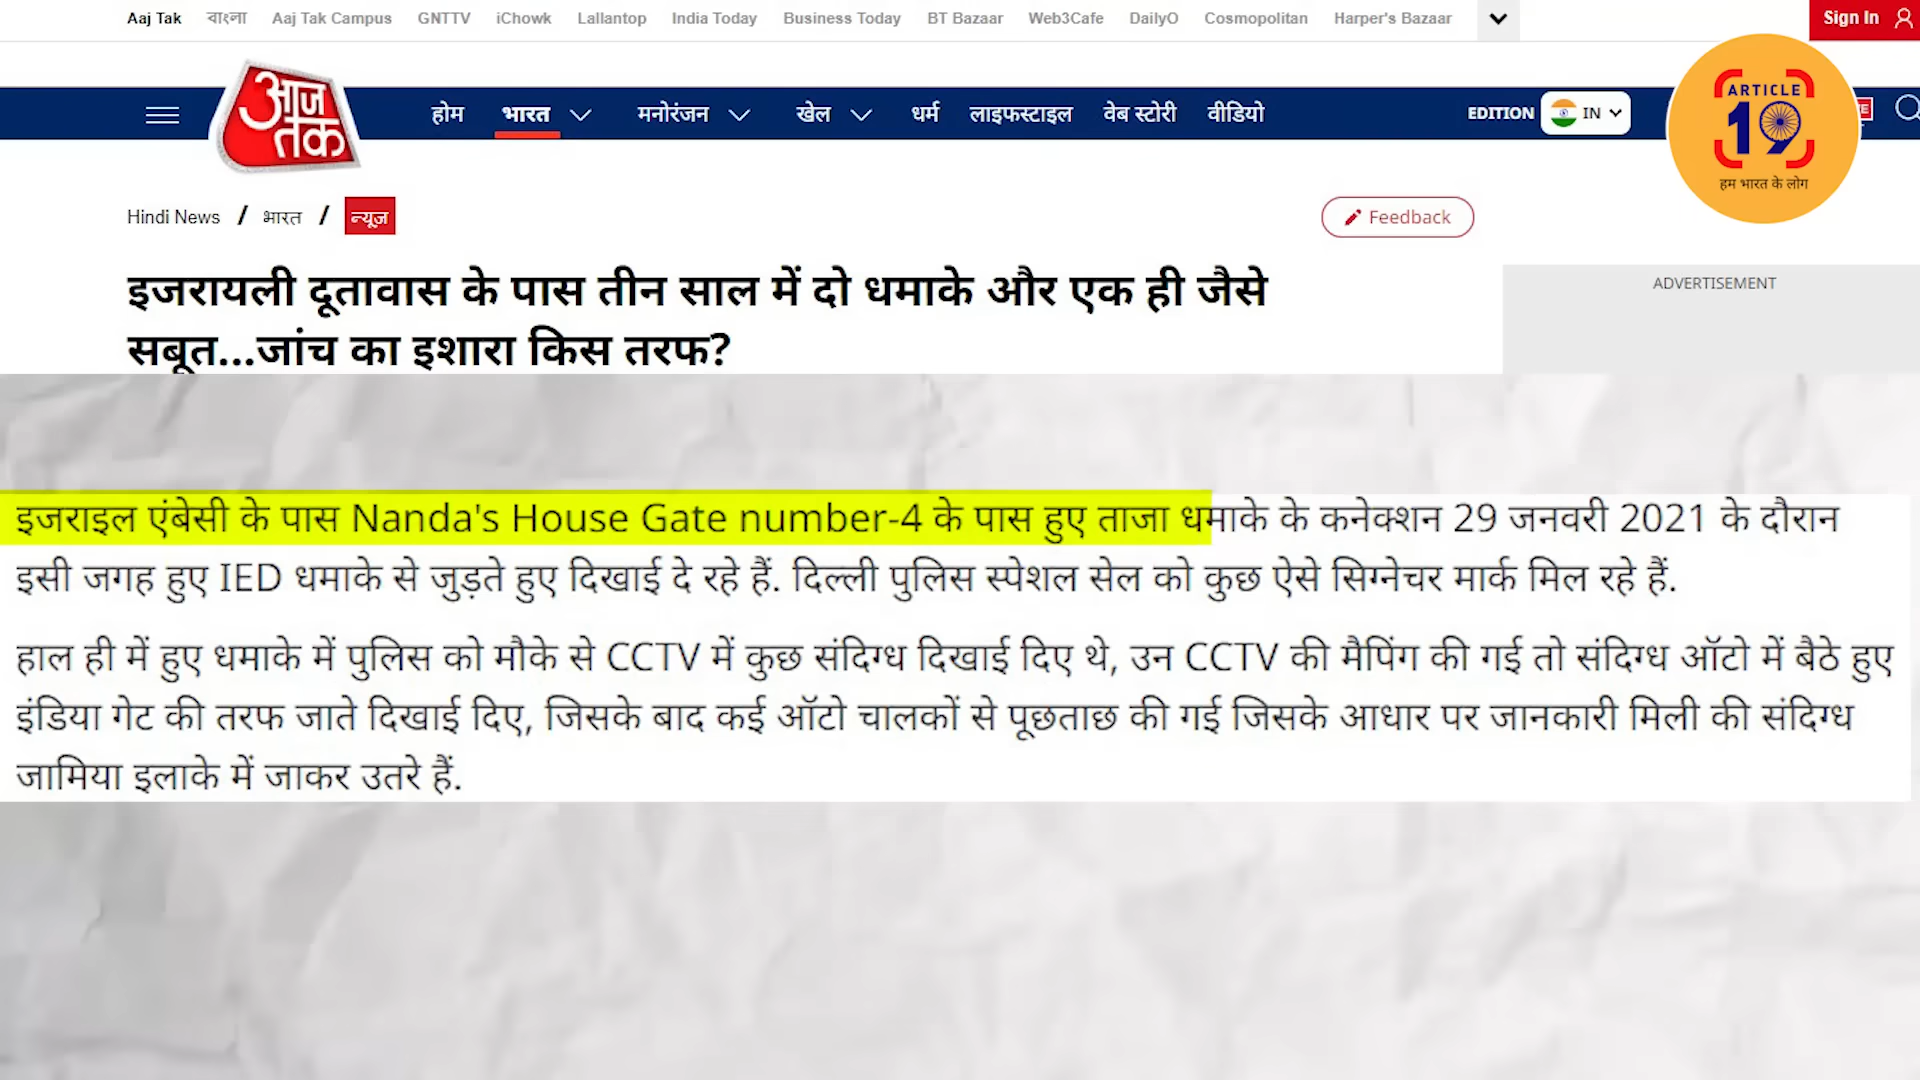 Aaj Tak বাংলা Aaj Tak Campus GNTTV iChowk Lallantop India Today Business Today BT Bazaar Web3Cafe DailyO Cosmopolitan Harper's Bazaar Sign In
आज तक
होम भारत मनोरंजन खेल धर्म लाइफस्टाइल वेब स्टोरी वीडियो EDITION IN
ARTICLE
19
हम भारत के लोग
Hindi News / भारत / न्यूज़ Feedback
इजरायली दूतावास के पास तीन साल में दो धमाके और एक ही जैसे
सबूत...जांच का इशारा किस तरफ?
ADVERTISEMENT
इजराइल एंबेसी के पास Nanda's House Gate number-4 के पास हुए ताजा धमाके के कनेक्शन 29 जनवरी 2021 के दौरान
इसी जगह हुए IED धमाके से जुड़ते हुए दिखाई दे रहे हैं. दिल्ली पुलिस स्पेशल सेल को कुछ ऐसे सिग्नेचर मार्क मिल रहे हैं.
हाल ही में हुए धमाके में पुलिस को मौके से CCTV में कुछ संदिग्ध दिखाई दिए थे, उन CCTV की मैपिंग की गई तो संदिग्ध ऑटो में बैठे हुए
इंडिया गेट की तरफ जाते दिखाई दिए, जिसके बाद कई ऑटो चालकों से पूछताछ की गई जिसके आधार पर जानकारी मिली की संदिग्ध
जामिया इलाके में जाकर उतरे हैं.